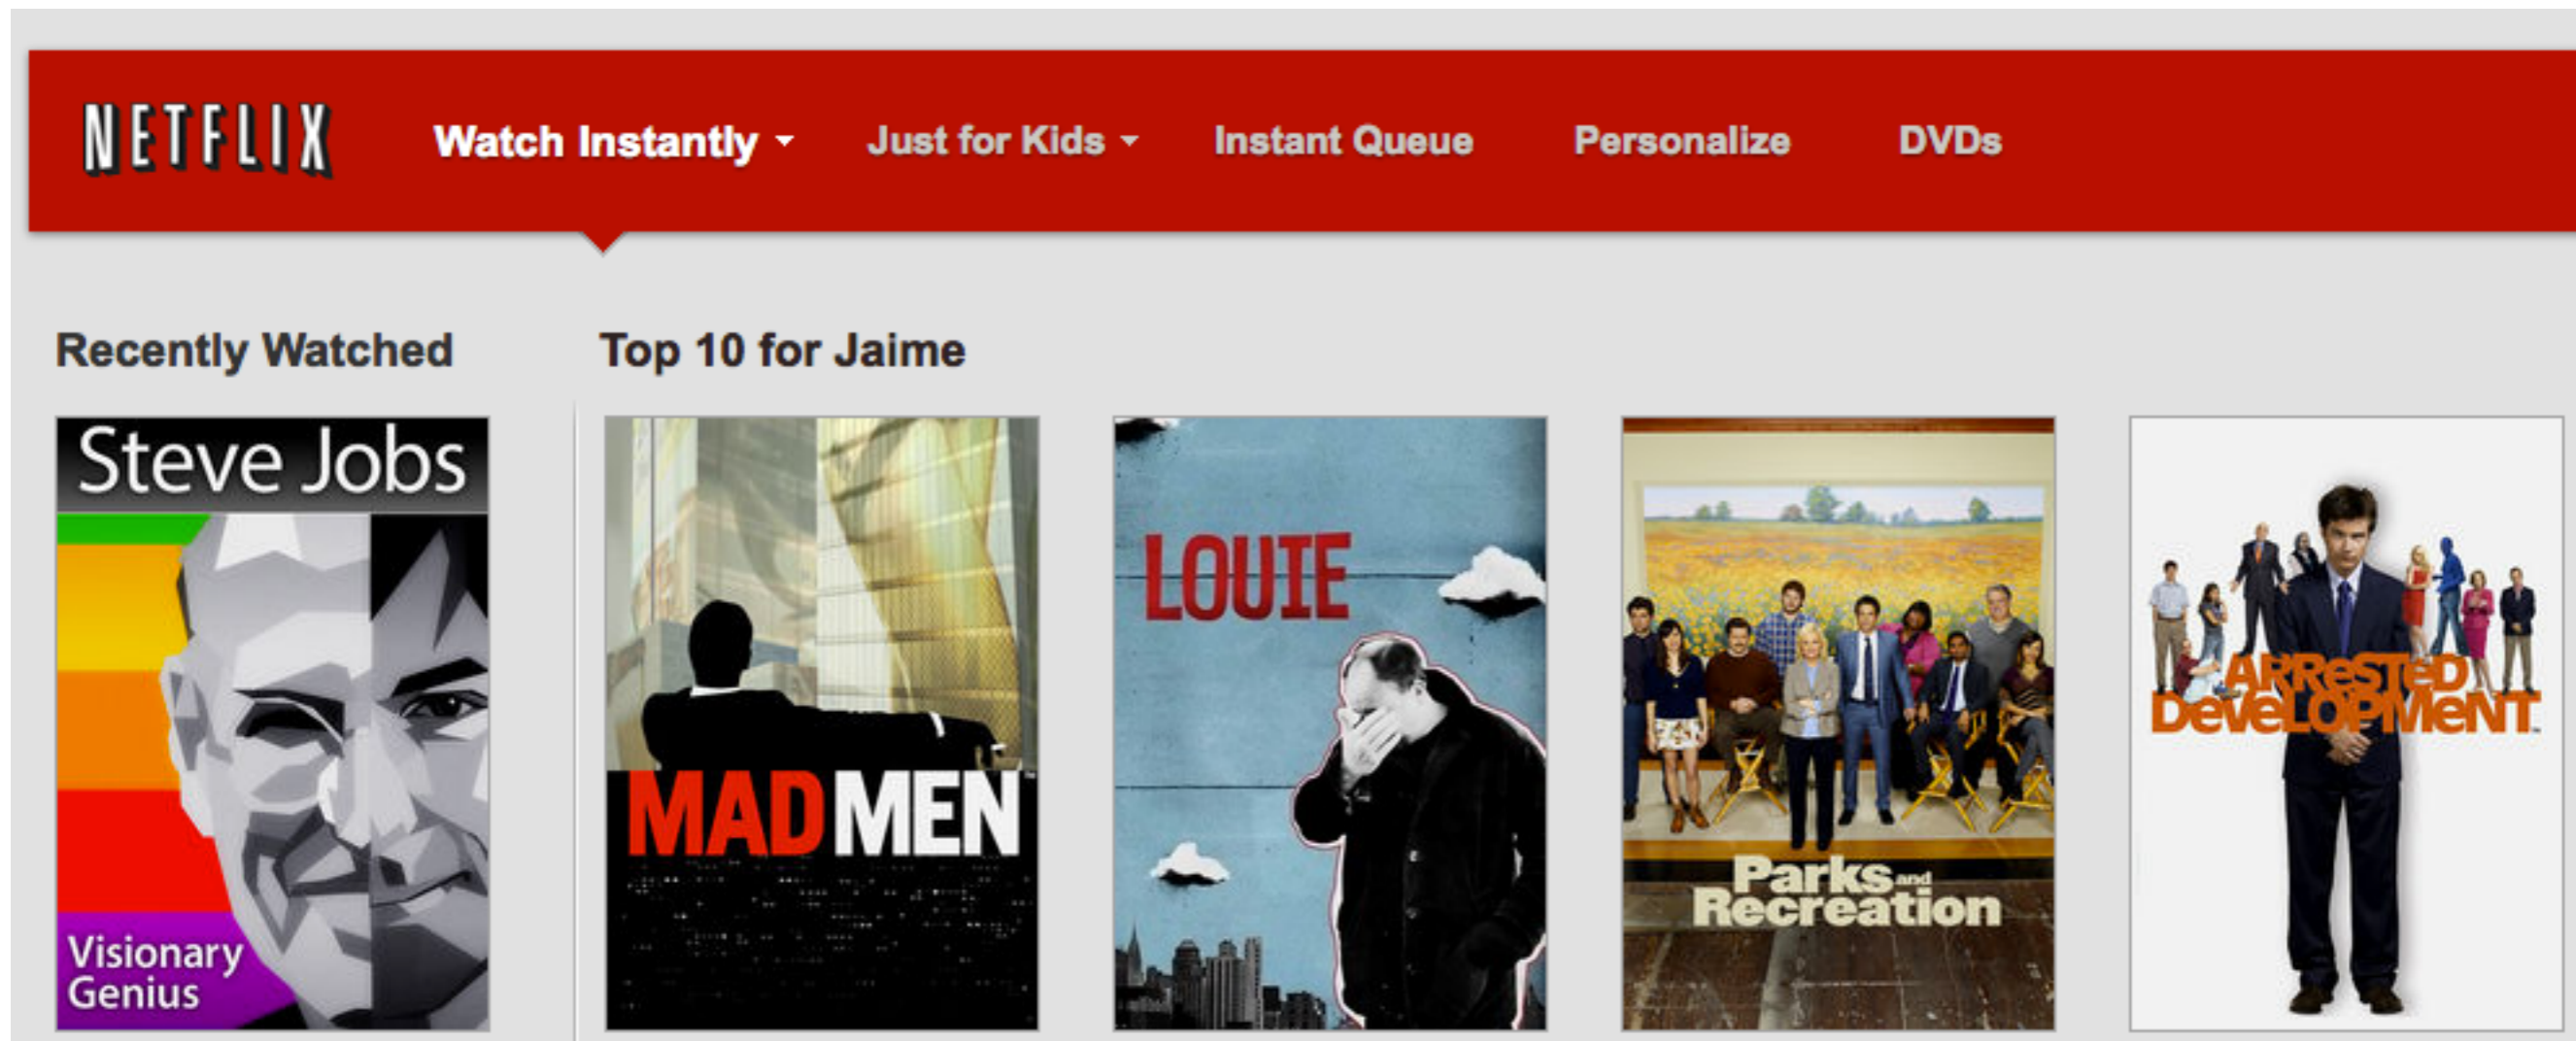 NETFLIX Watch Instantly Just for Kids Instant Queue Personalize DVDs
Recently Watched Top 10 for Jaime
Steve Jobs
Visionary
Genius
MAD MEN
LOUIE
Parks and
Recreation
ARReSTeD
DeVeLOPMeNT